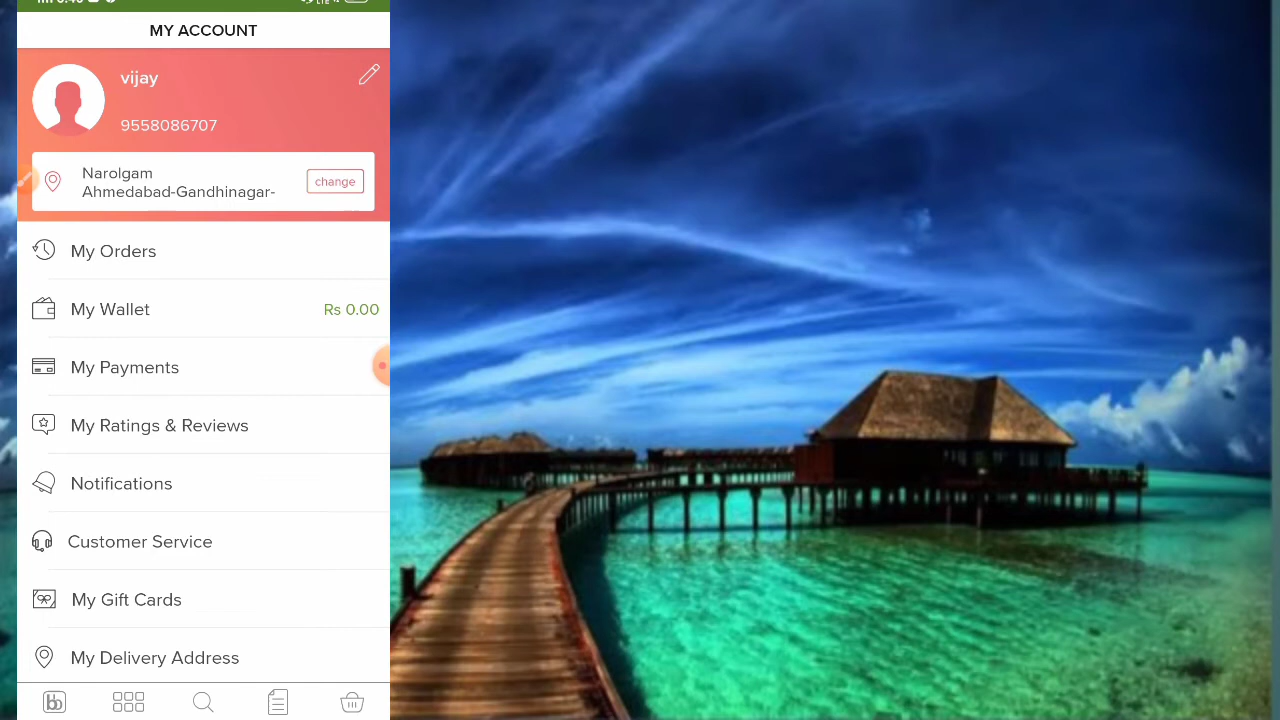 MY ACCOUNT
vijay
9558086707
Narolgam
Ahmedabad-Gandhinagar-
change
My Orders
My Wallet
Rs 0.00
My Payments
My Ratings & Reviews
Notifications
Customer Service
My Gift Cards
My Delivery Address
bb